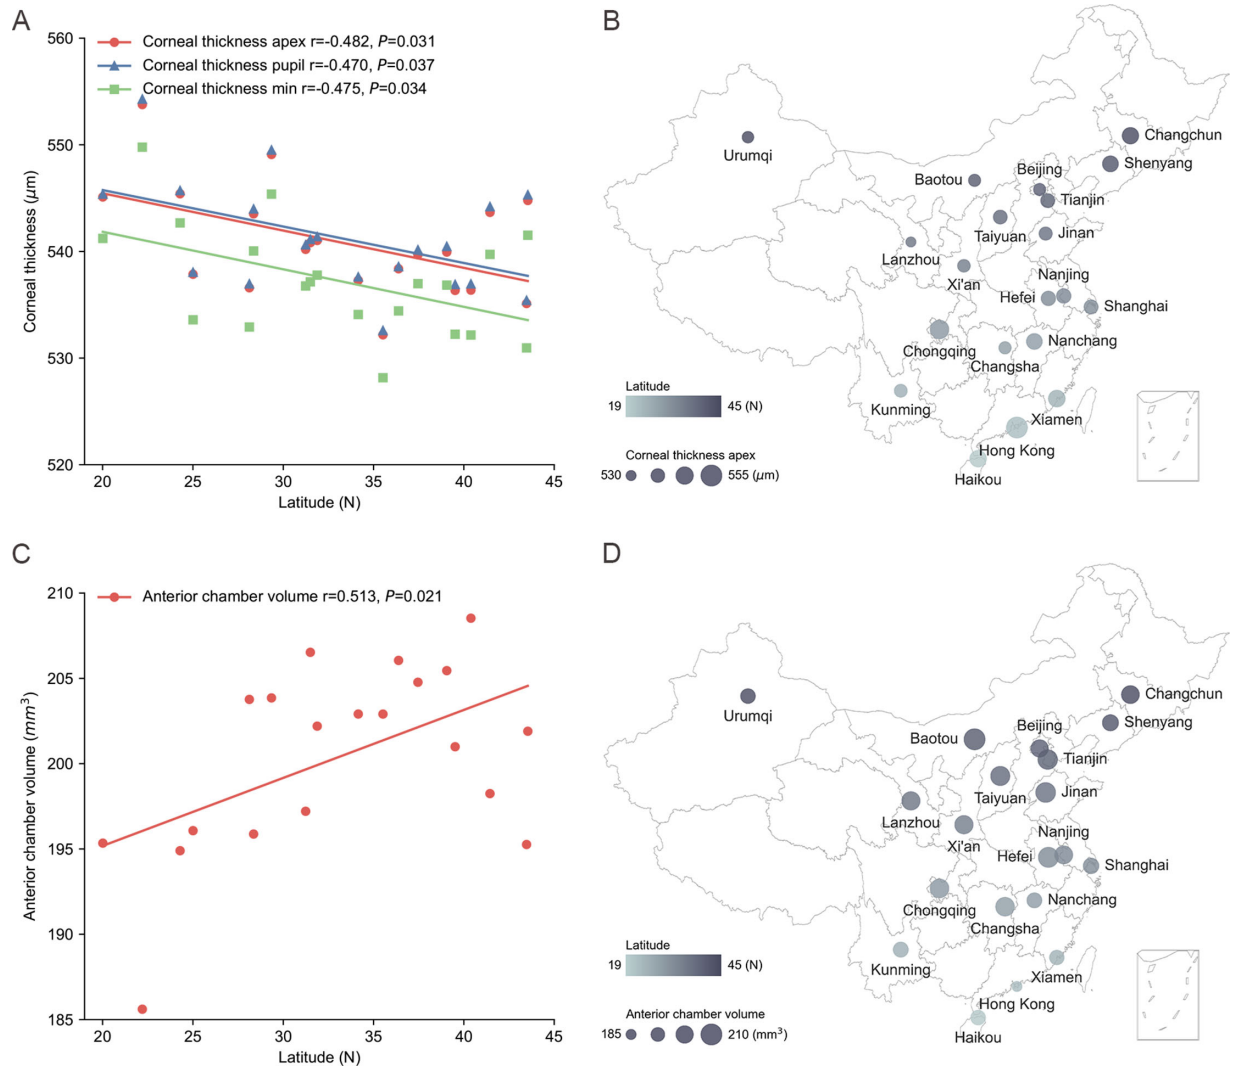 A
560
550
540
530
520
Corneal thickness (μm)
Corneal thickness apex r=-0.482, P=0.031
Corneal thickness pupil r=-0.470, P=0.037
Corneal thickness min r=-0.475, P=0.034
20 25 30 35 40 45
Latitude (N)
B
Urumqi
Changchun
Shenyang
Beijing
Baotou
Tianjin
Taiyuan
Jinan
Lanzhou
Xi'an
Nanjing
Hefei
Shanghai
Chongqing
Nanchang
Changsha
Kunming
Xiamen
Hong Kong
Haikou
Latitude
19 45 (N)
Corneal thickness apex
530 555 (μm)
C
210
205
200
195
190
185
Anterior chamber volume (mm³)
Anterior chamber volume r=0.513, P=0.021
20 25 30 35 40 45
Latitude (N)
D
Urumqi
Changchun
Shenyang
Beijing
Baotou
Tianjin
Taiyuan
Jinan
Lanzhou
Xi'an
Nanjing
Hefei
Shanghai
Chongqing
Nanchang
Changsha
Kunming
Xiamen
Hong Kong
Haikou
Latitude
19 45 (N)
Anterior chamber volume
185 210 (mm³)